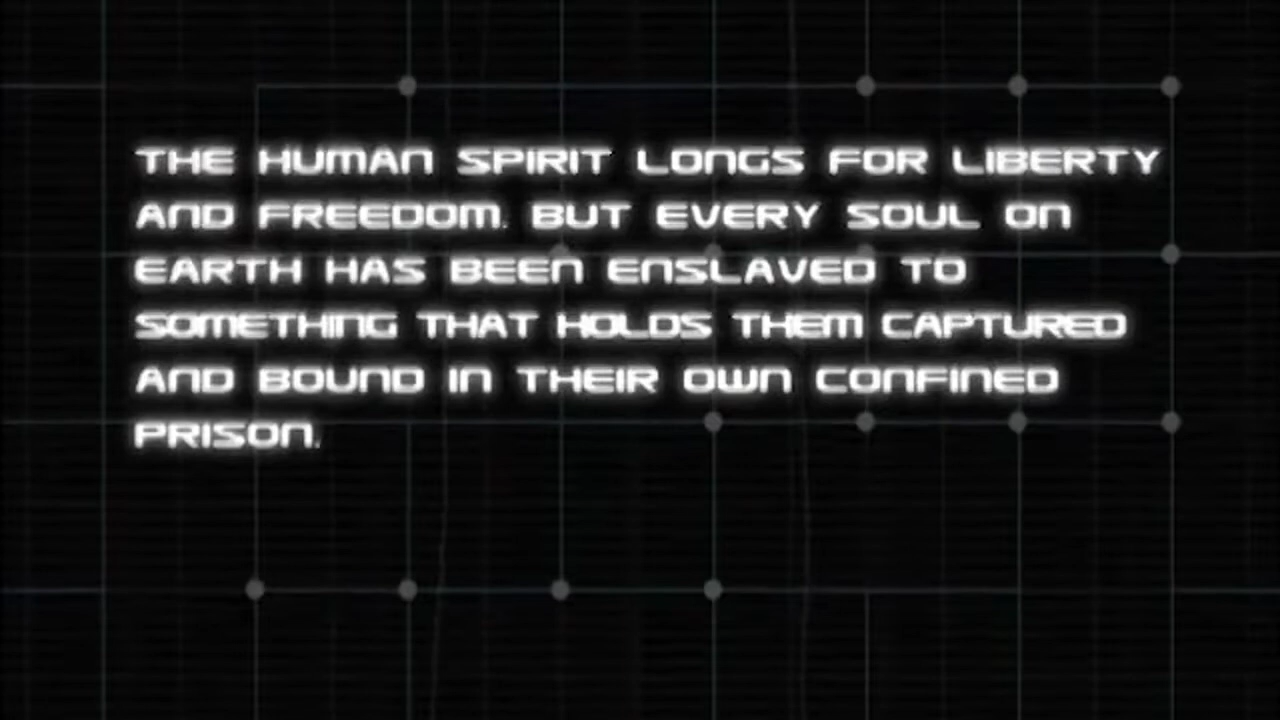 THE HUMAN SPIRIT LONGS FOR LIBERTY
AND FREEDOM. BUT EVERY SOUL ON
EARTH HAS BEEN ENSLAVED TO
SOMETHING THAT HOLDS THEM CAPTURED
AND BOUND IN THEIR OWN CONFINED
PRISON.